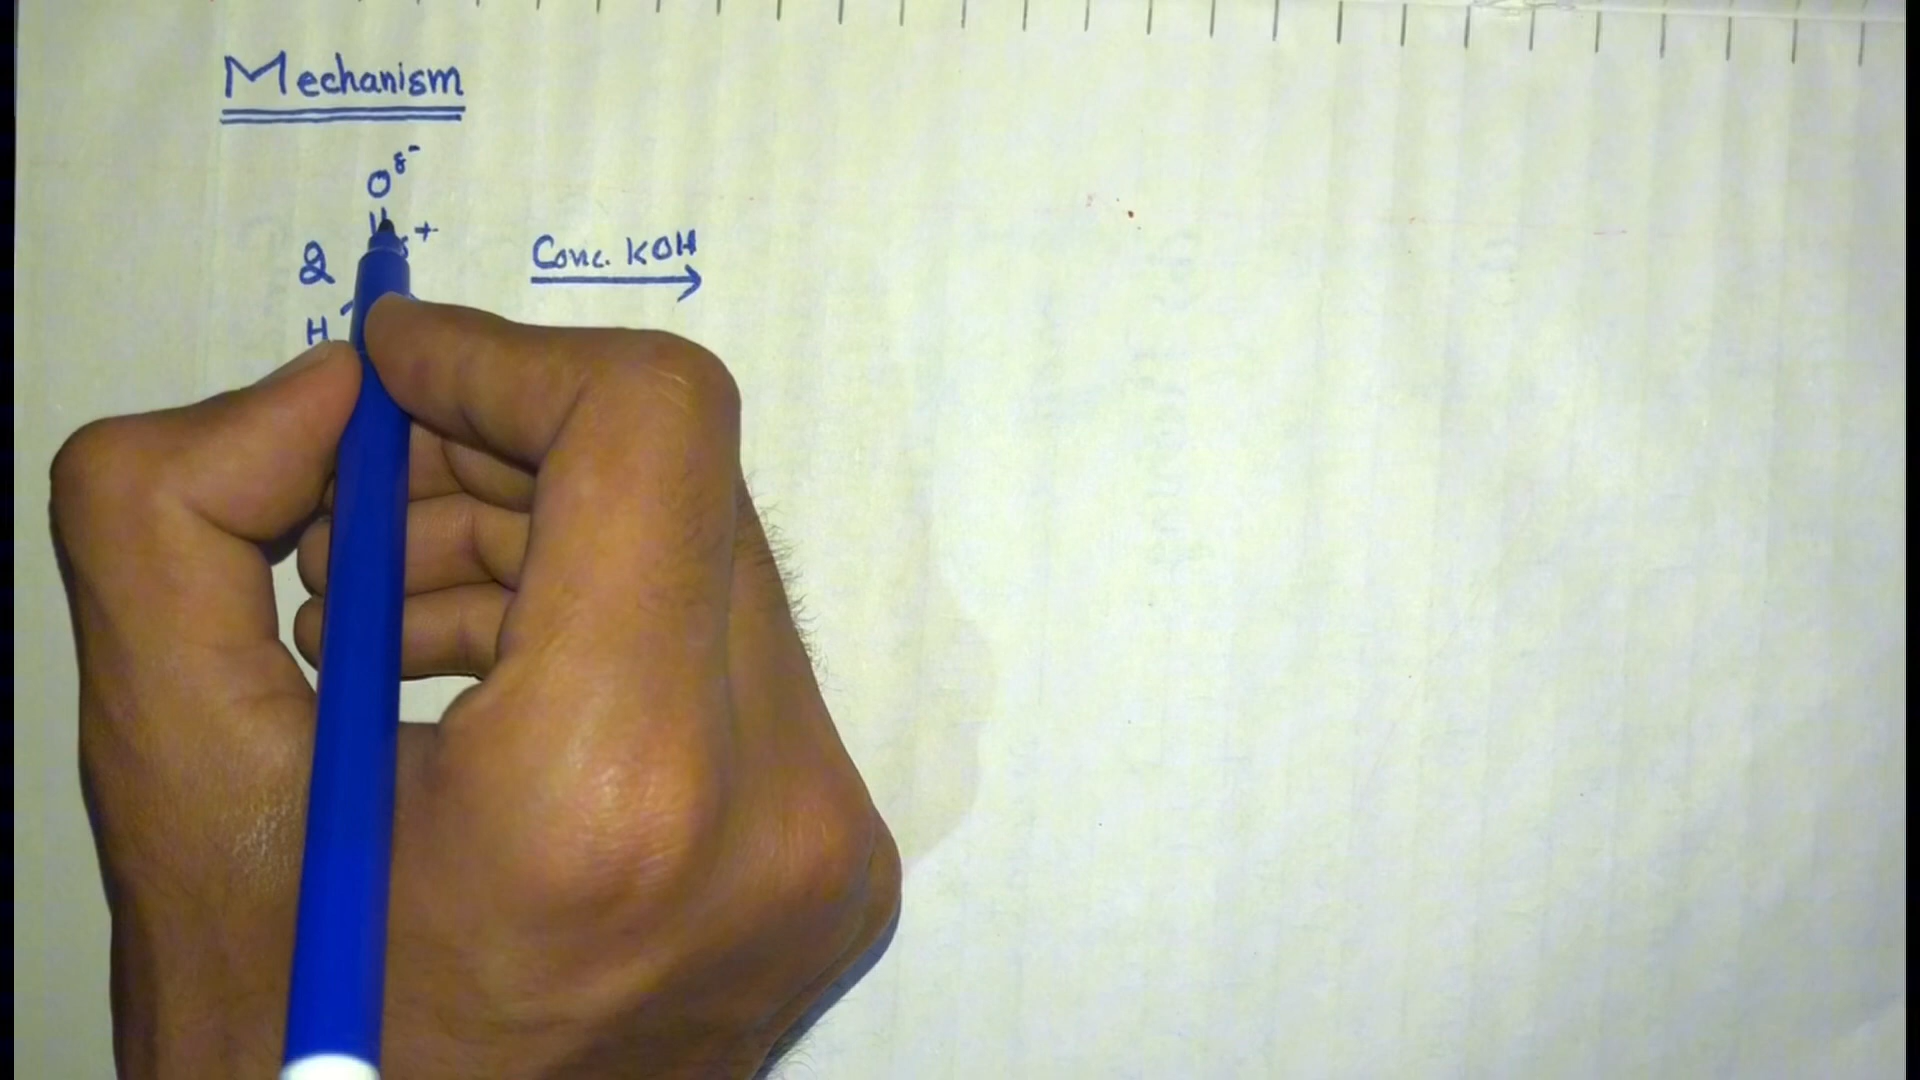 Mechanism
O δ-
δ+
2
Conc. KOH
H